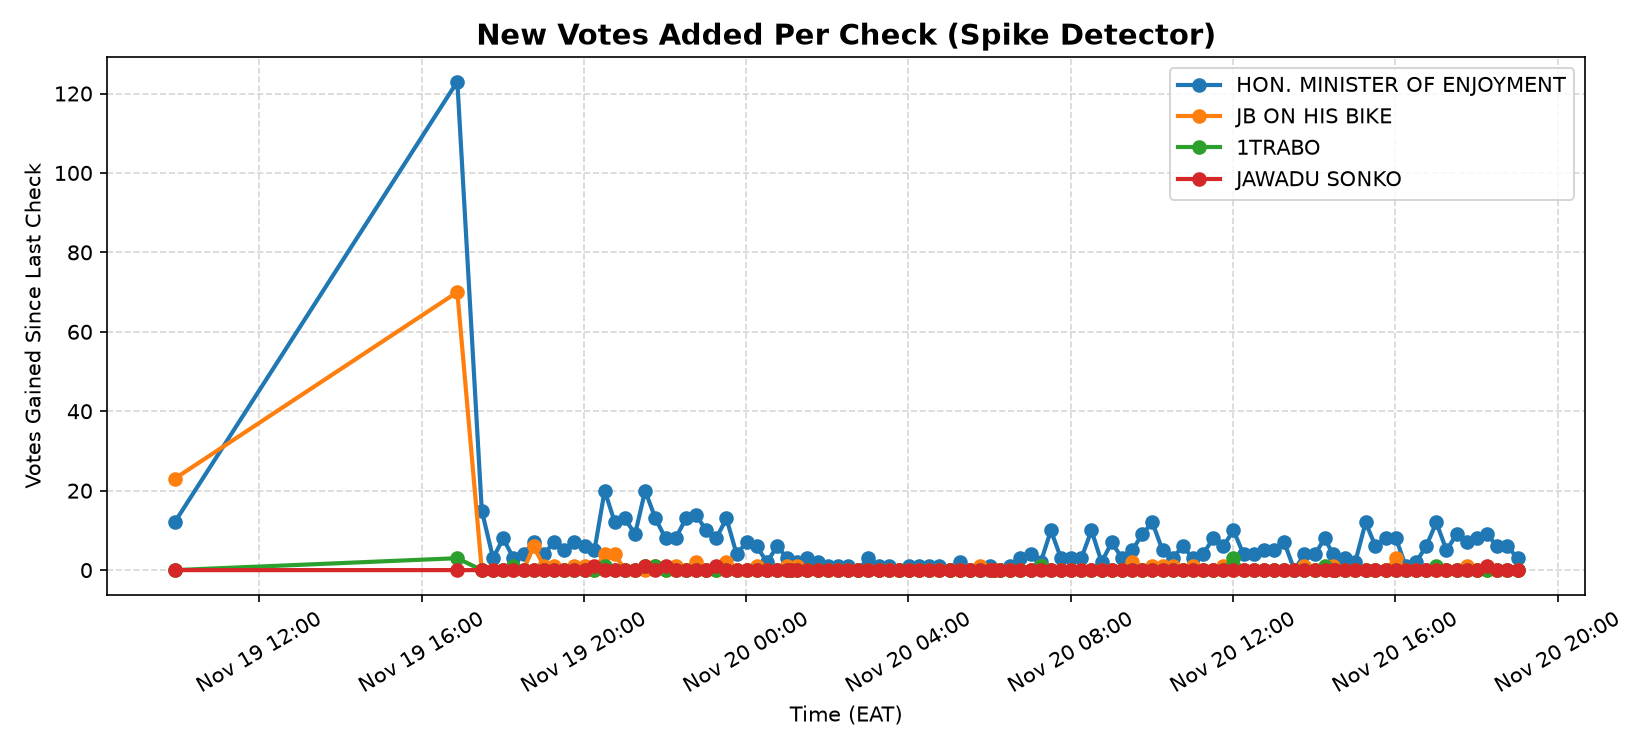 New Votes Added Per Check (Spike Detector)
HON. MINISTER OF ENJOYMENT
JB ON HIS BIKE
1TRABO
JAWADU SONKO
Votes Gained Since Last Check
120
100
80
60
40
20
0
Nov 19 12:00
Nov 19 16:00
Nov 19 20:00
Nov 20 00:00
Nov 20 04:00
Nov 20 08:00
Nov 20 12:00
Nov 20 16:00
Nov 20 20:00
Time (EAT)